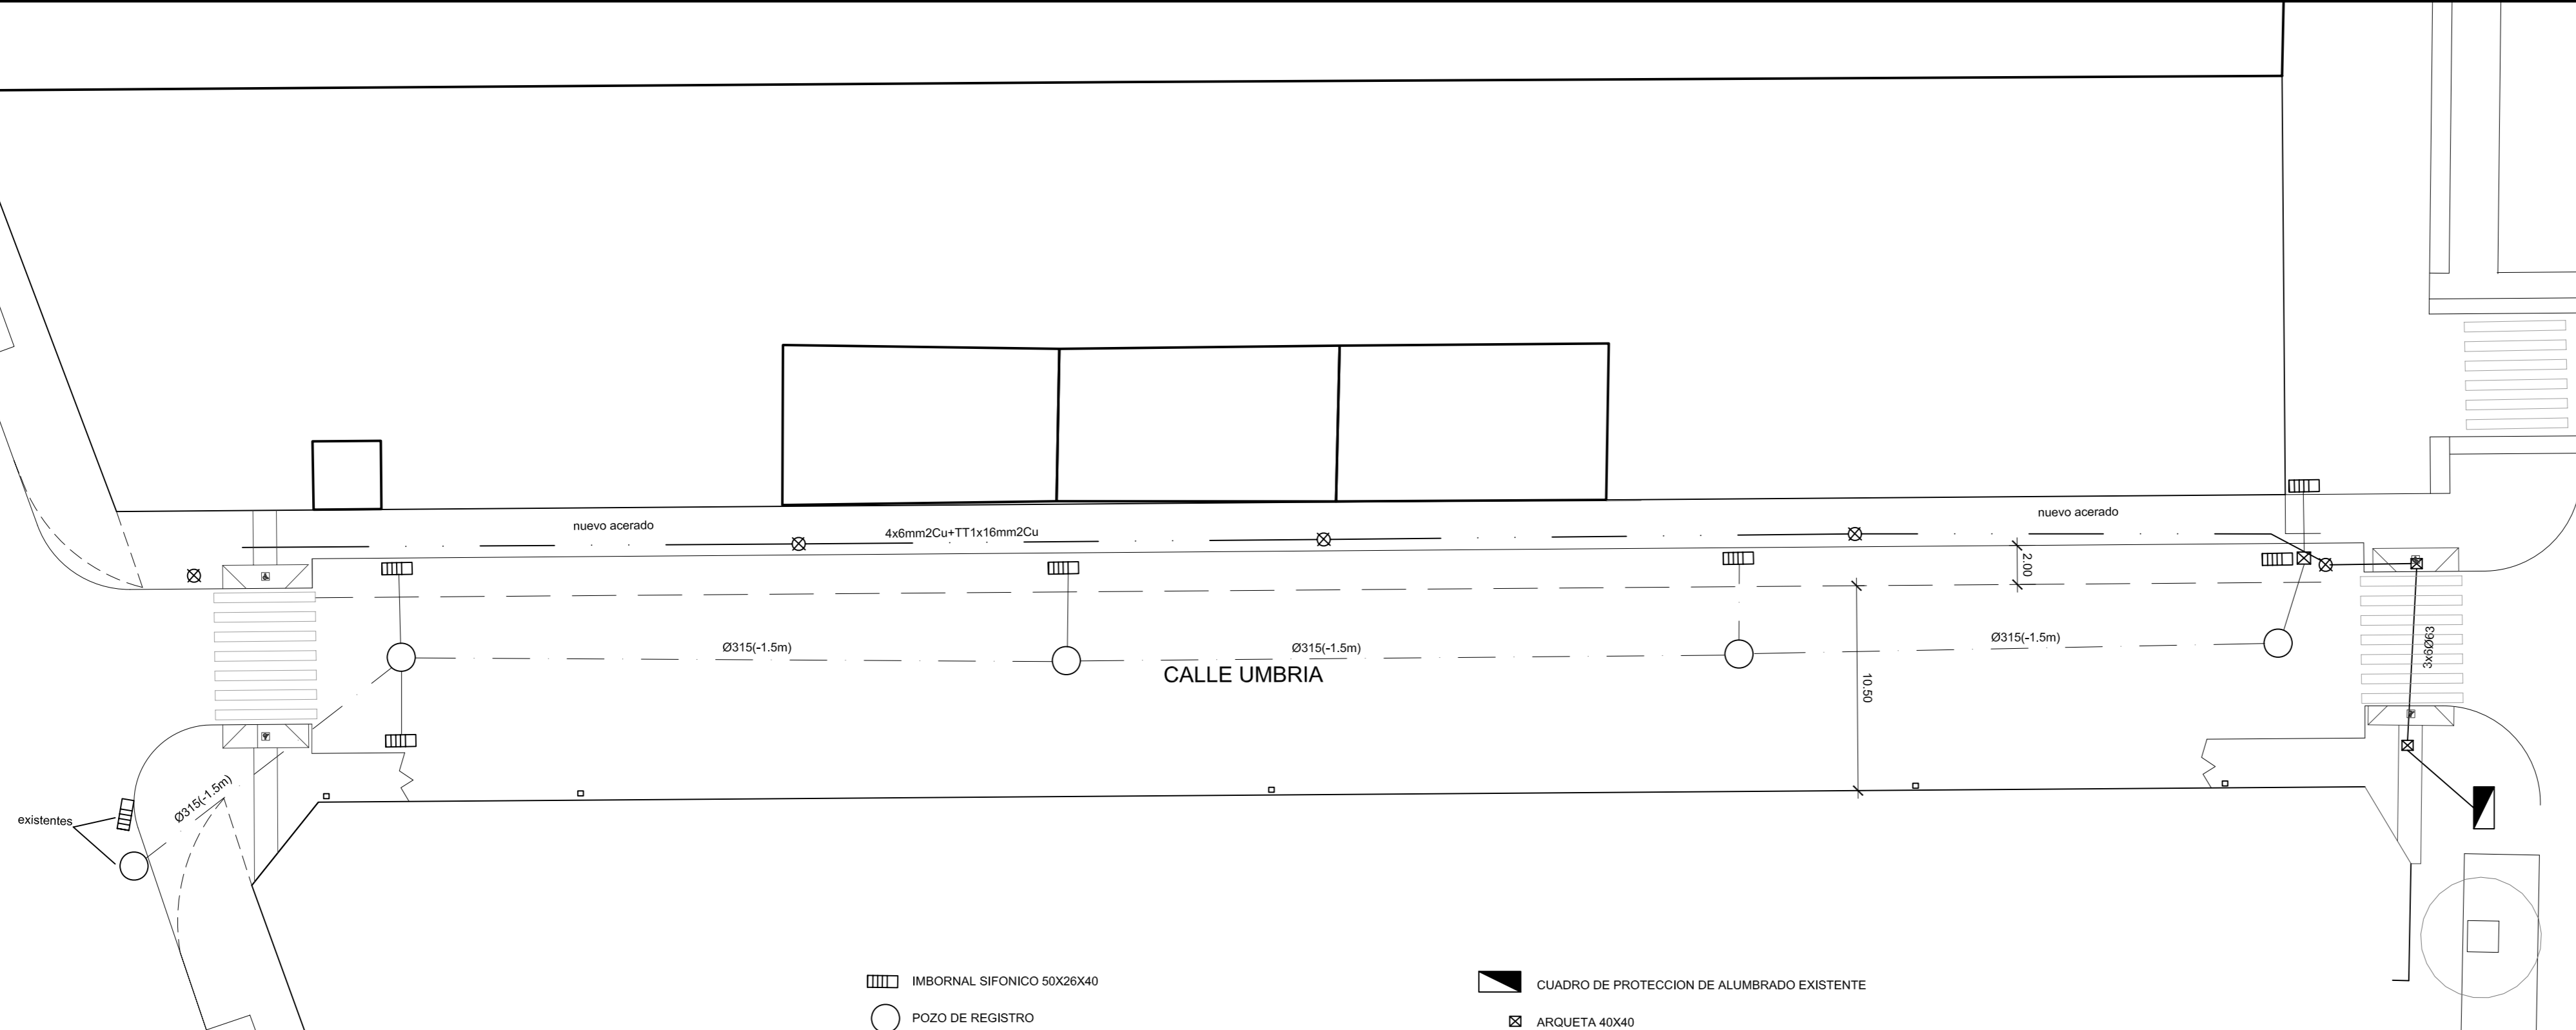 nuevo acerado
4x6mm2Cu+TT1x16mm2Cu
nuevo acerado
2.00
Ø315(-1.5m)
Ø315(-1.5m)
Ø315(-1.5m)
3x6Ø63
CALLE UMBRIA
10.50
Ø315(-1.5m)
existentes
IMBORNAL SIFONICO 50X26X40
CUADRO DE PROTECCION DE ALUMBRADO EXISTENTE
POZO DE REGISTRO
ARQUETA 40X40